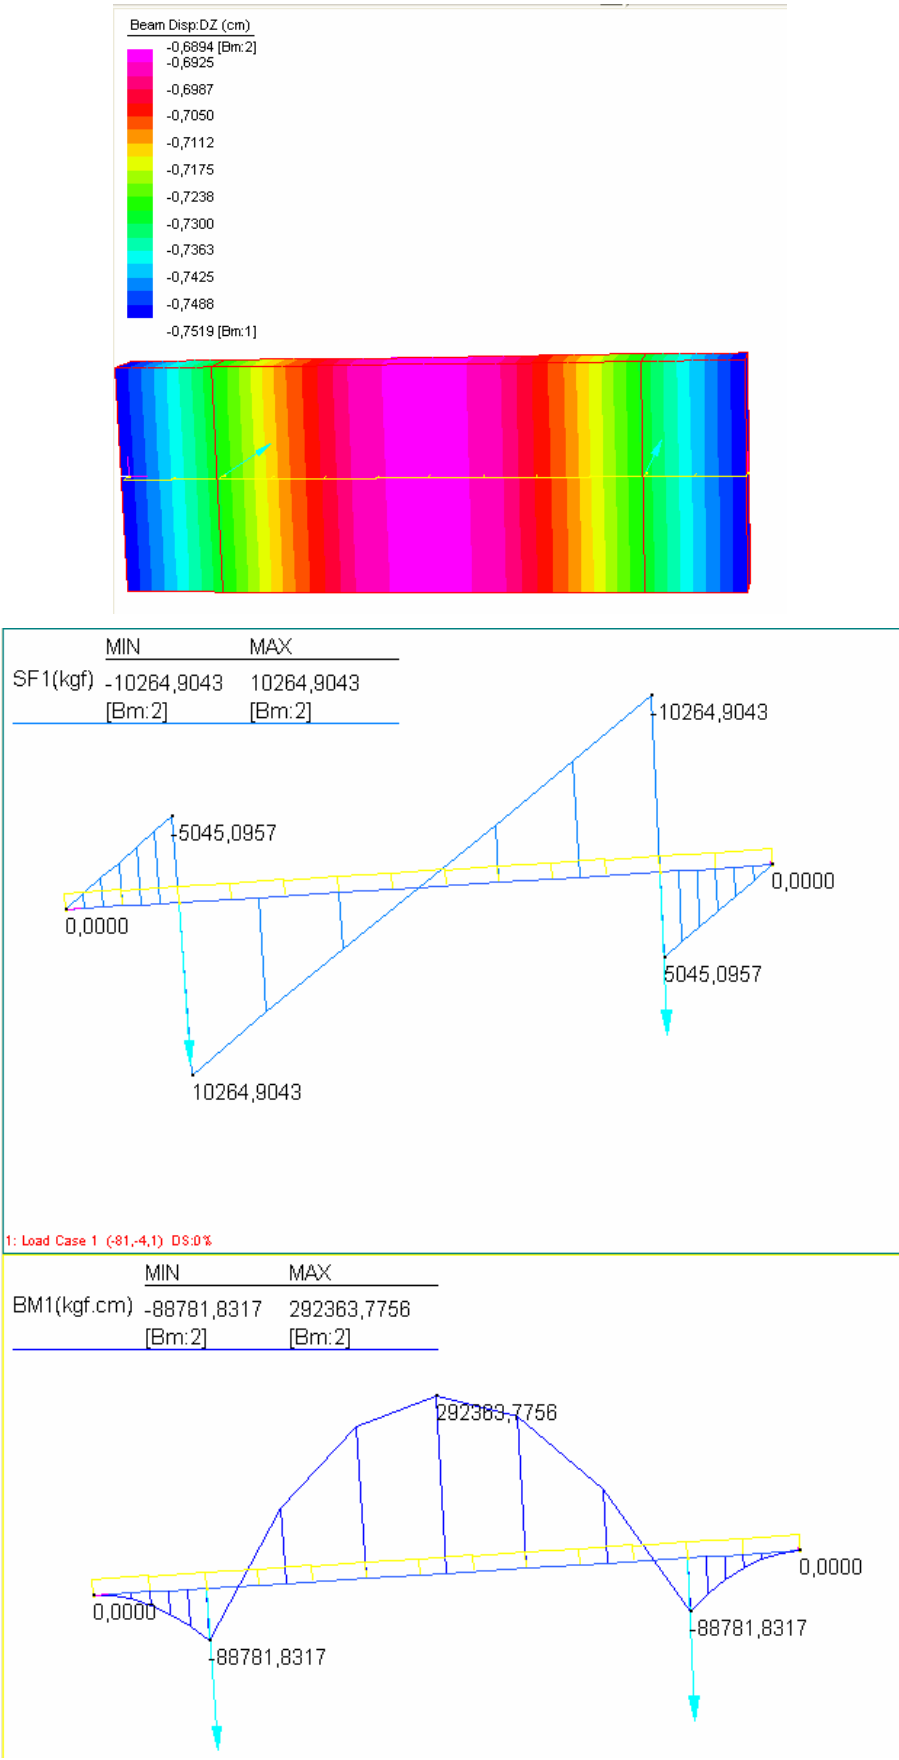 Beam Disp:DZ (cm)
-0,6894 [Bm:2]
-0,6925
-0,6987
-0,7050
-0,7112
-0,7175
-0,7238
-0,7300
-0,7363
-0,7425
-0,7488
-0,7519 [Bm:1]
MIN MAX
SF1(kgf) -10264,9043 10264,9043
[Bm:2] [Bm:2]
-10264,9043
-5045,0957
0,0000
0,0000
5045,0957
10264,9043
1: Load Case 1 (-81,-4,1) DS:0%
MIN MAX
BM1(kgf.cm) -88781,8317 292363,7756
[Bm:2] [Bm:2]
292363,7756
0,0000
0,0000
-88781,8317
-88781,8317